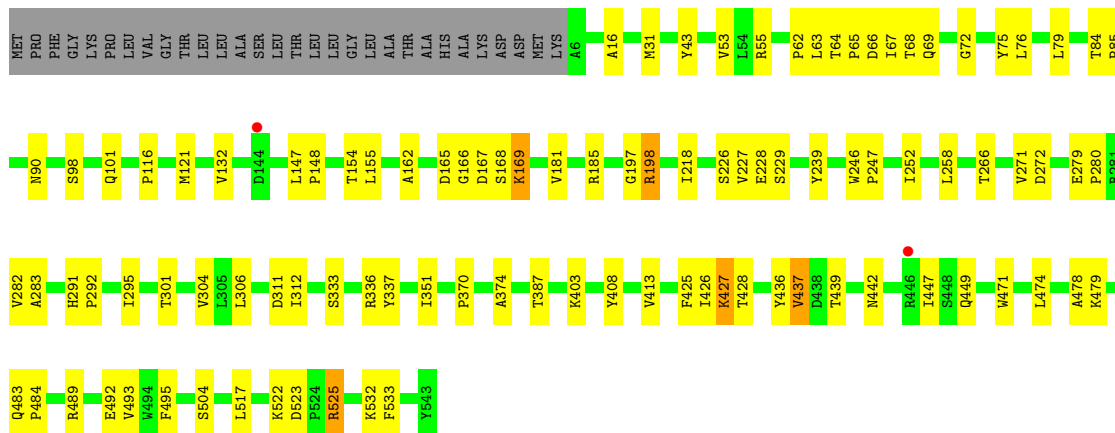 MET PRO PHE GLY LYS PRO LEU VAL GLY THR LEU LEU ALA SER LEU THR LEU LEU GLY LEU ALA THR ALA HIS ALA LYS ASP ASP MET LYS A6 A16 M31 Y43 V53 L54 R55 P62 L63 T64 P65 D66 I67 T68 Q69 G72 Y75 L76 L79 T84 R85
N90 S98 Q101 P116 M121 V132 D144 L147 P148 T154 L155 A162 D165 G166 D167 S168 K169 V181 R185 G197 R198 I218 S226 V227 E228 S229 Y239 W246 P247 I252 L258 T266 V271 D272 E279 P280 R281
V282 A283 H291 P292 I295 T301 V304 L305 L306 D311 I312 S333 R336 Y337 I351 P370 A374 T387 K403 Y408 V413 F425 I426 K427 T428 Y436 V437 D438 T439 N442 R446 I447 S448 Q449 W471 L474 A478 K479
Q483 P484 R489 E492 V493 W494 F495 S504 L517 K522 D523 P524 R525 K532 F533 Y543